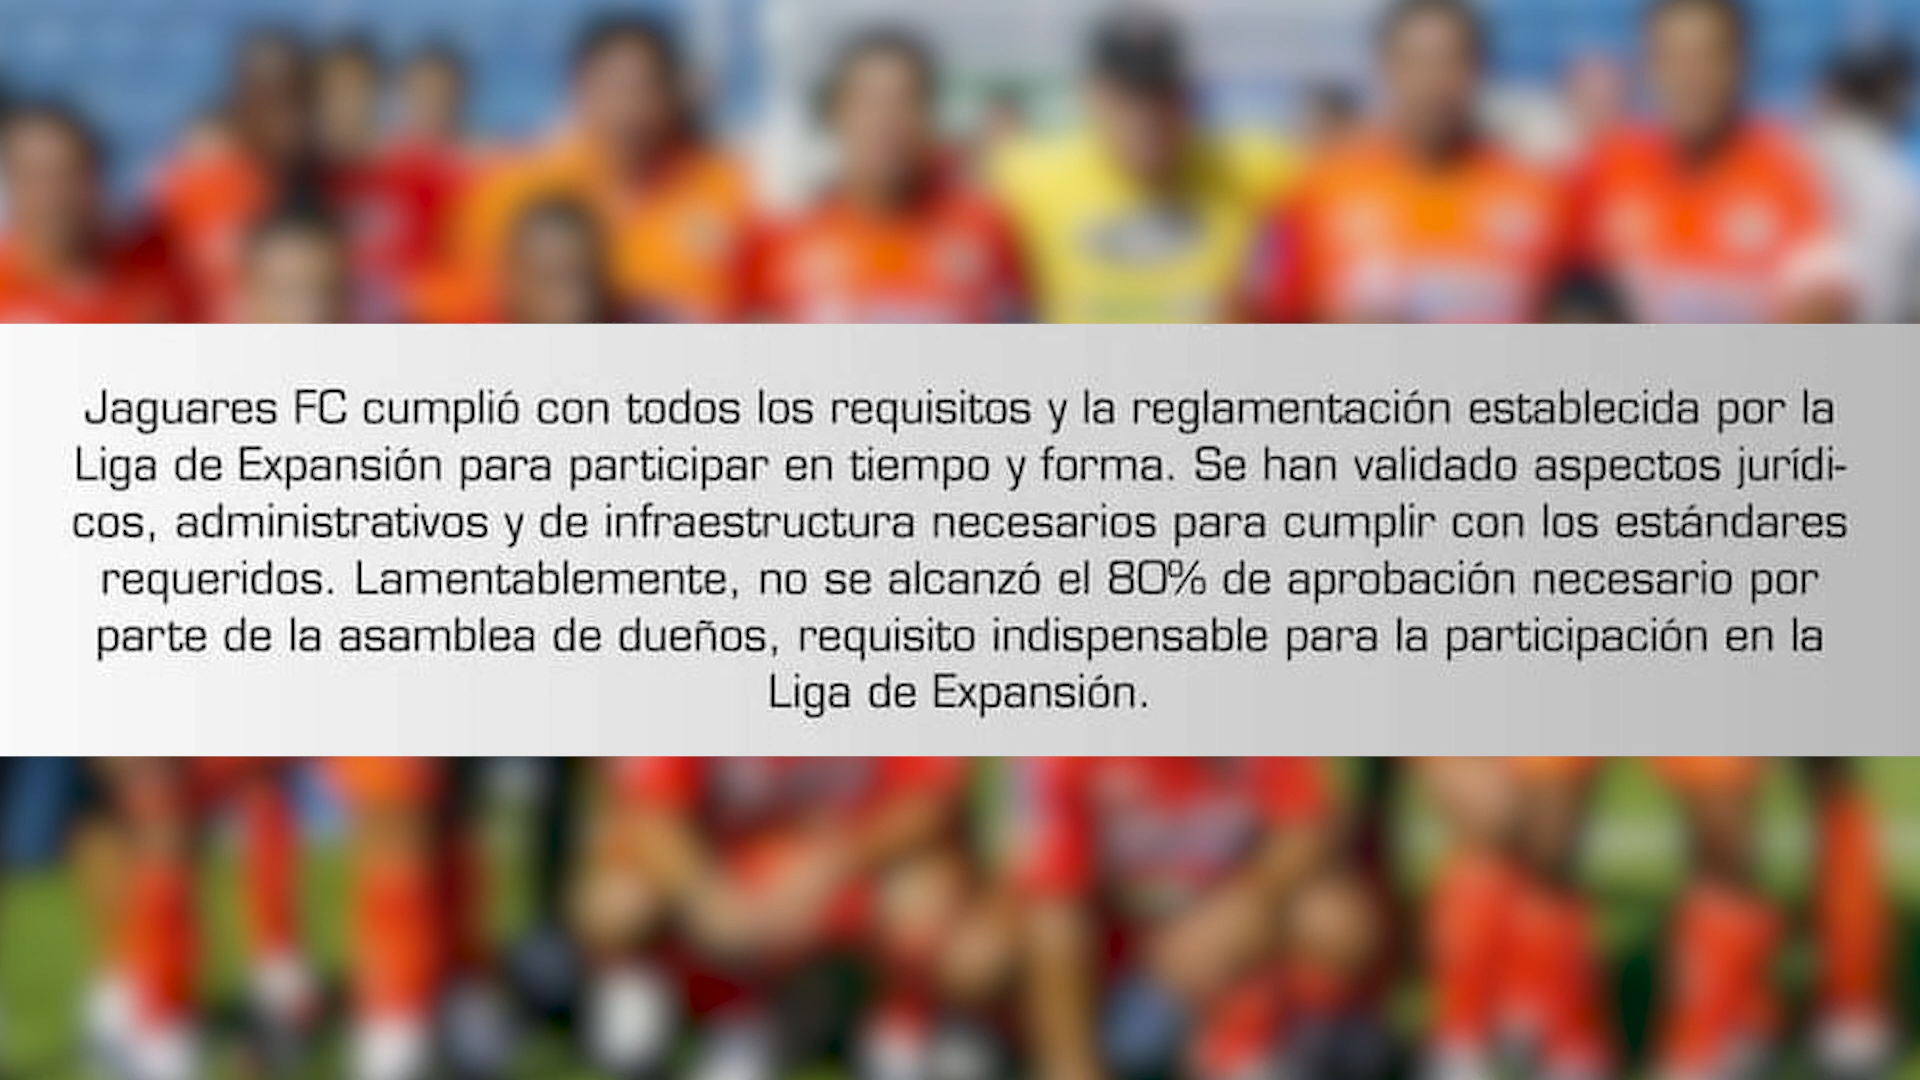 Jaguares FC cumplió con todos los requisitos y la reglamentación establecida por la
Liga de Expansión para participar en tiempo y forma. Se han validado aspectos jurídi-
cos, administrativos y de infraestructura necesarios para cumplir con los estándares
requeridos. Lamentablemente, no se alcanzó el 80% de aprobación necesario por
parte de la asamblea de dueños, requisito indispensable para la participación en la
Liga de Expansión.